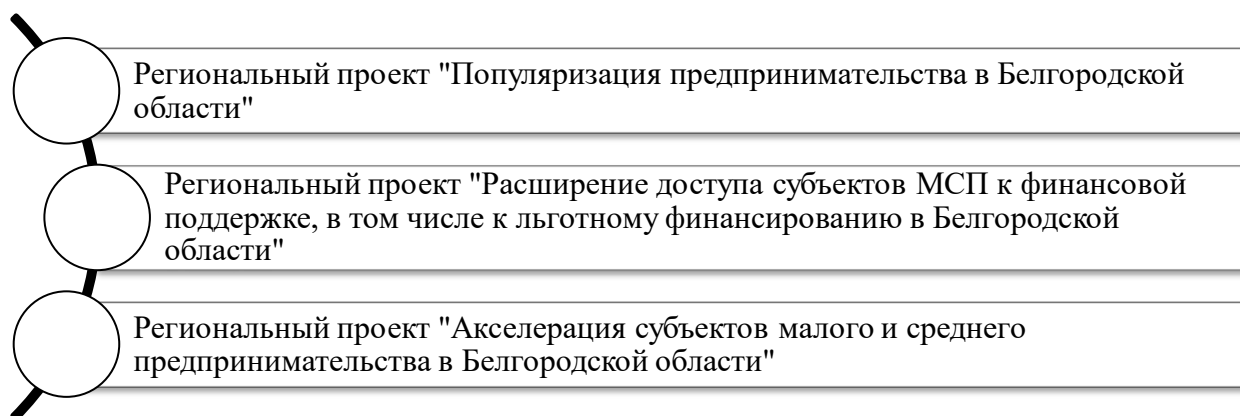 Региональный проект "Популяризация предпринимательства в Белгородской
области"
Региональный проект "Расширение доступа субъектов МСП к финансовой
поддержке, в том числе к льготному финансированию в Белгородской
области"
Региональный проект "Акселерация субъектов малого и среднего
предпринимательства в Белгородской области"